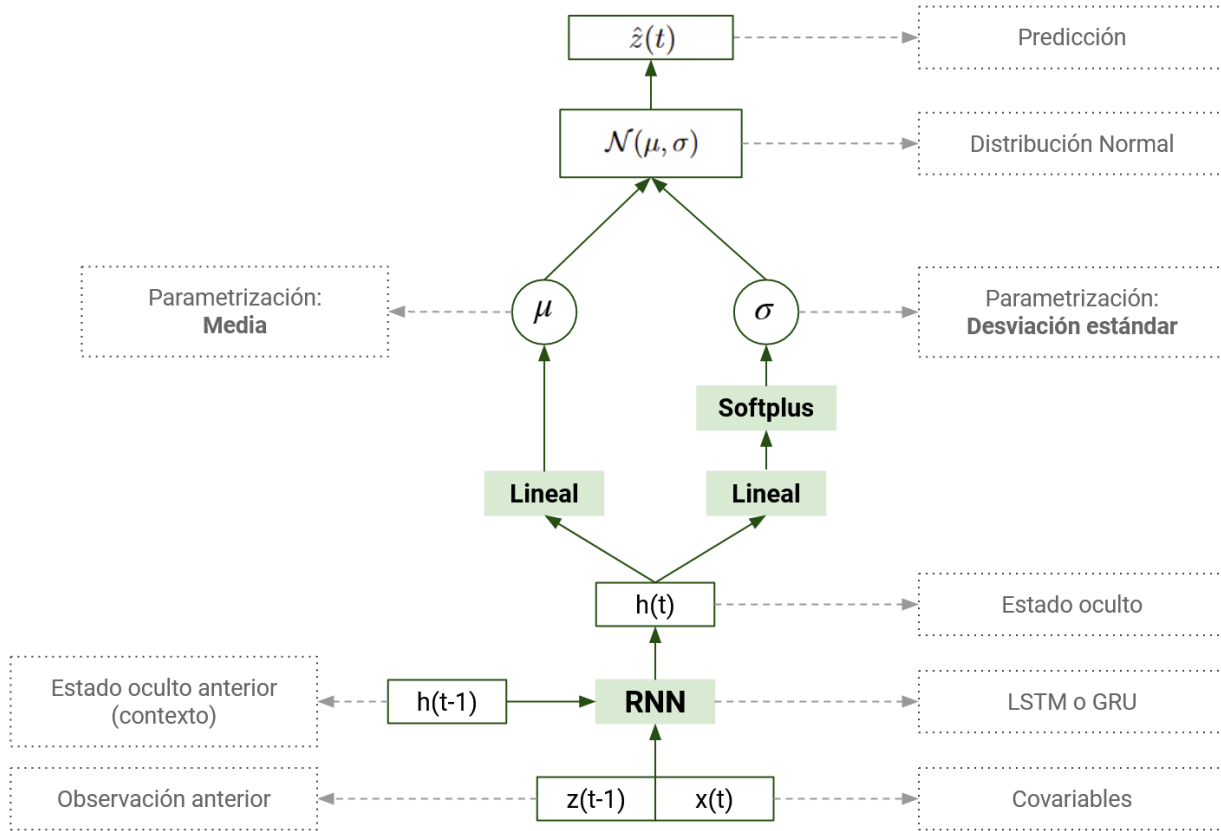 ẑ(t)
Predicción
𝒩(μ, σ)
Distribución Normal
Parametrización:
Media
μ
σ
Parametrización:
Desviación estándar
Softplus
Lineal
Lineal
h(t)
Estado oculto
Estado oculto anterior
(contexto)
h(t-1)
RNN
LSTM o GRU
Observación anterior
z(t-1)
x(t)
Covariables